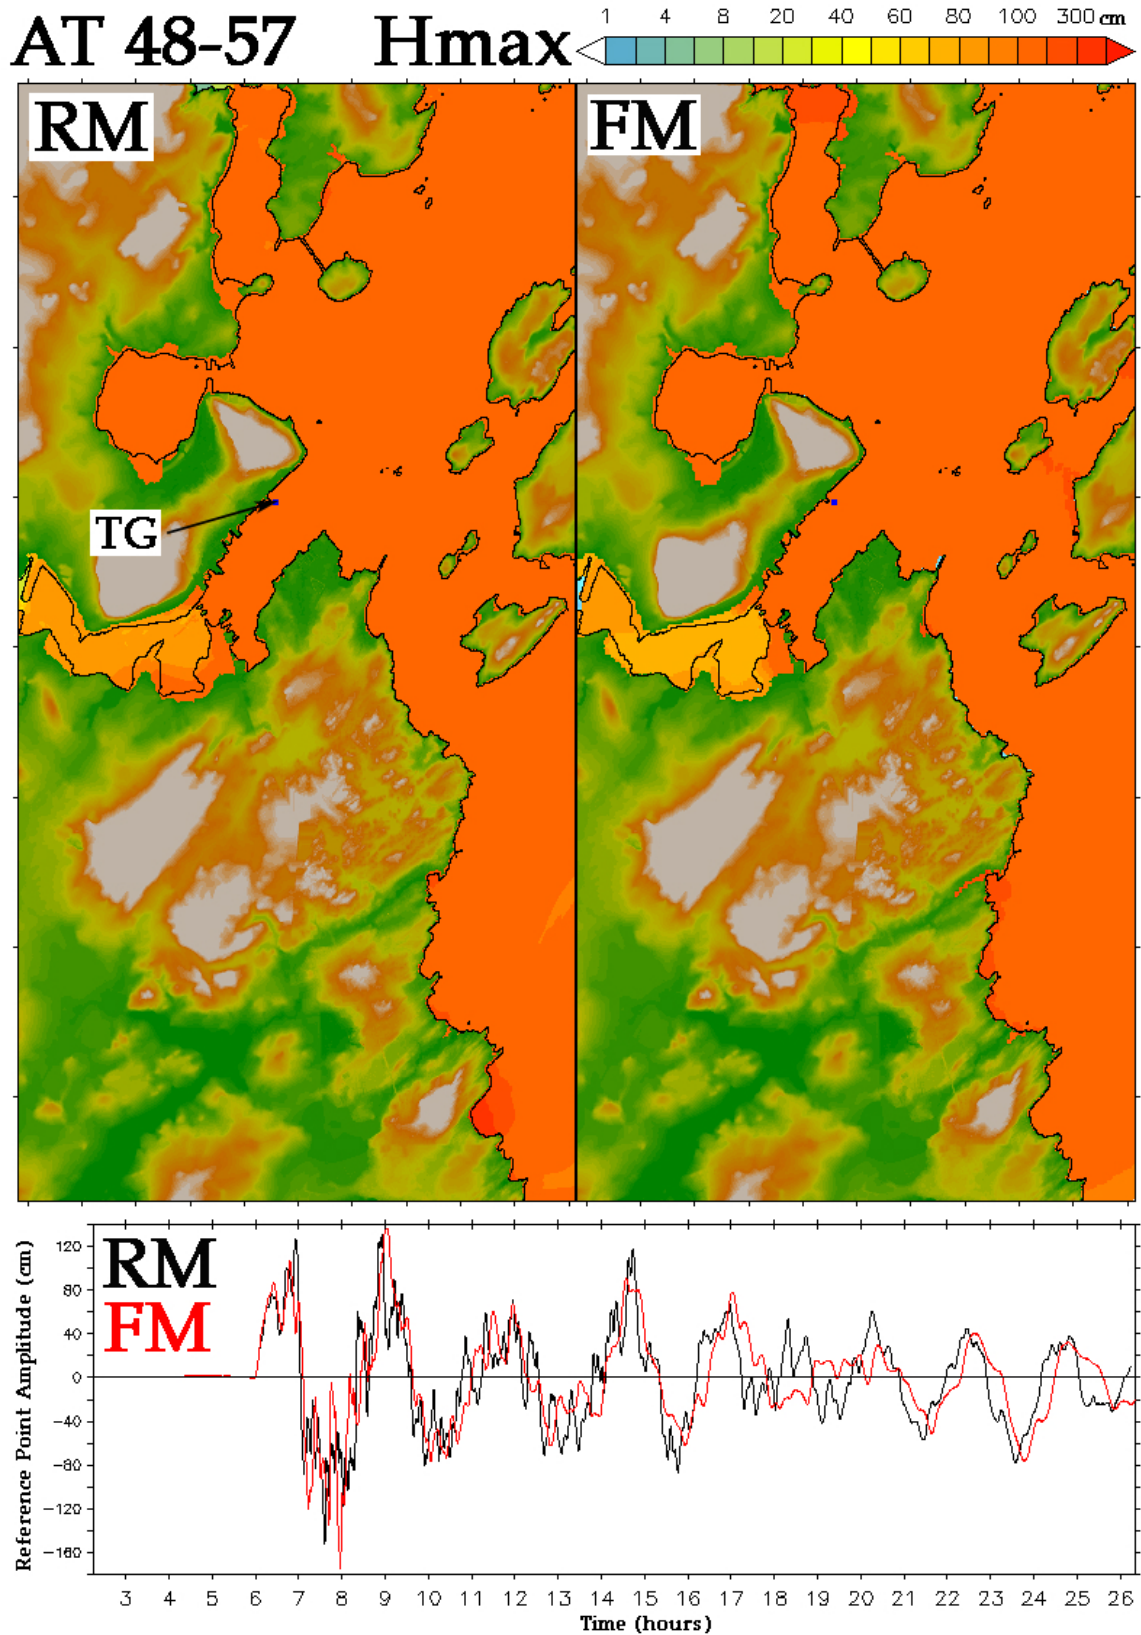 AT 48-57 Hmax
1 4 8 20 40 60 80 100 300 cm
RM FM
TG
Reference Point Amplitude (cm)
RM
FM
120
80
40
0
-40
-80
-120
-160
3 4 5 6 7 8 9 10 11 12 13 14 15 16 17 18 19 20 21 22 23 24 25 26
Time (hours)